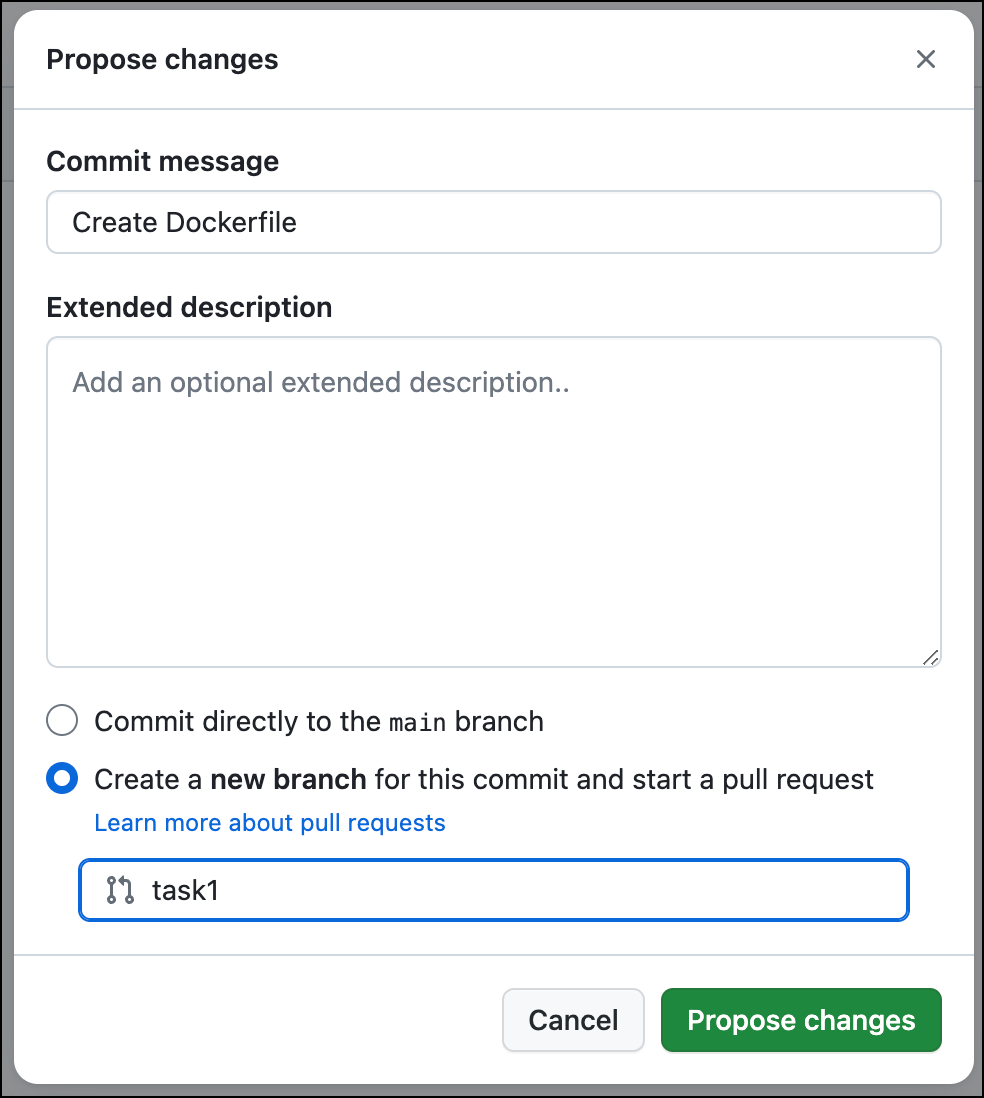 Propose changes
Commit message
Create Dockerfile
Extended description
Add an optional extended description..
Commit directly to the main branch
Create a new branch for this commit and start a pull request
Learn more about pull requests
task1
Cancel
Propose changes